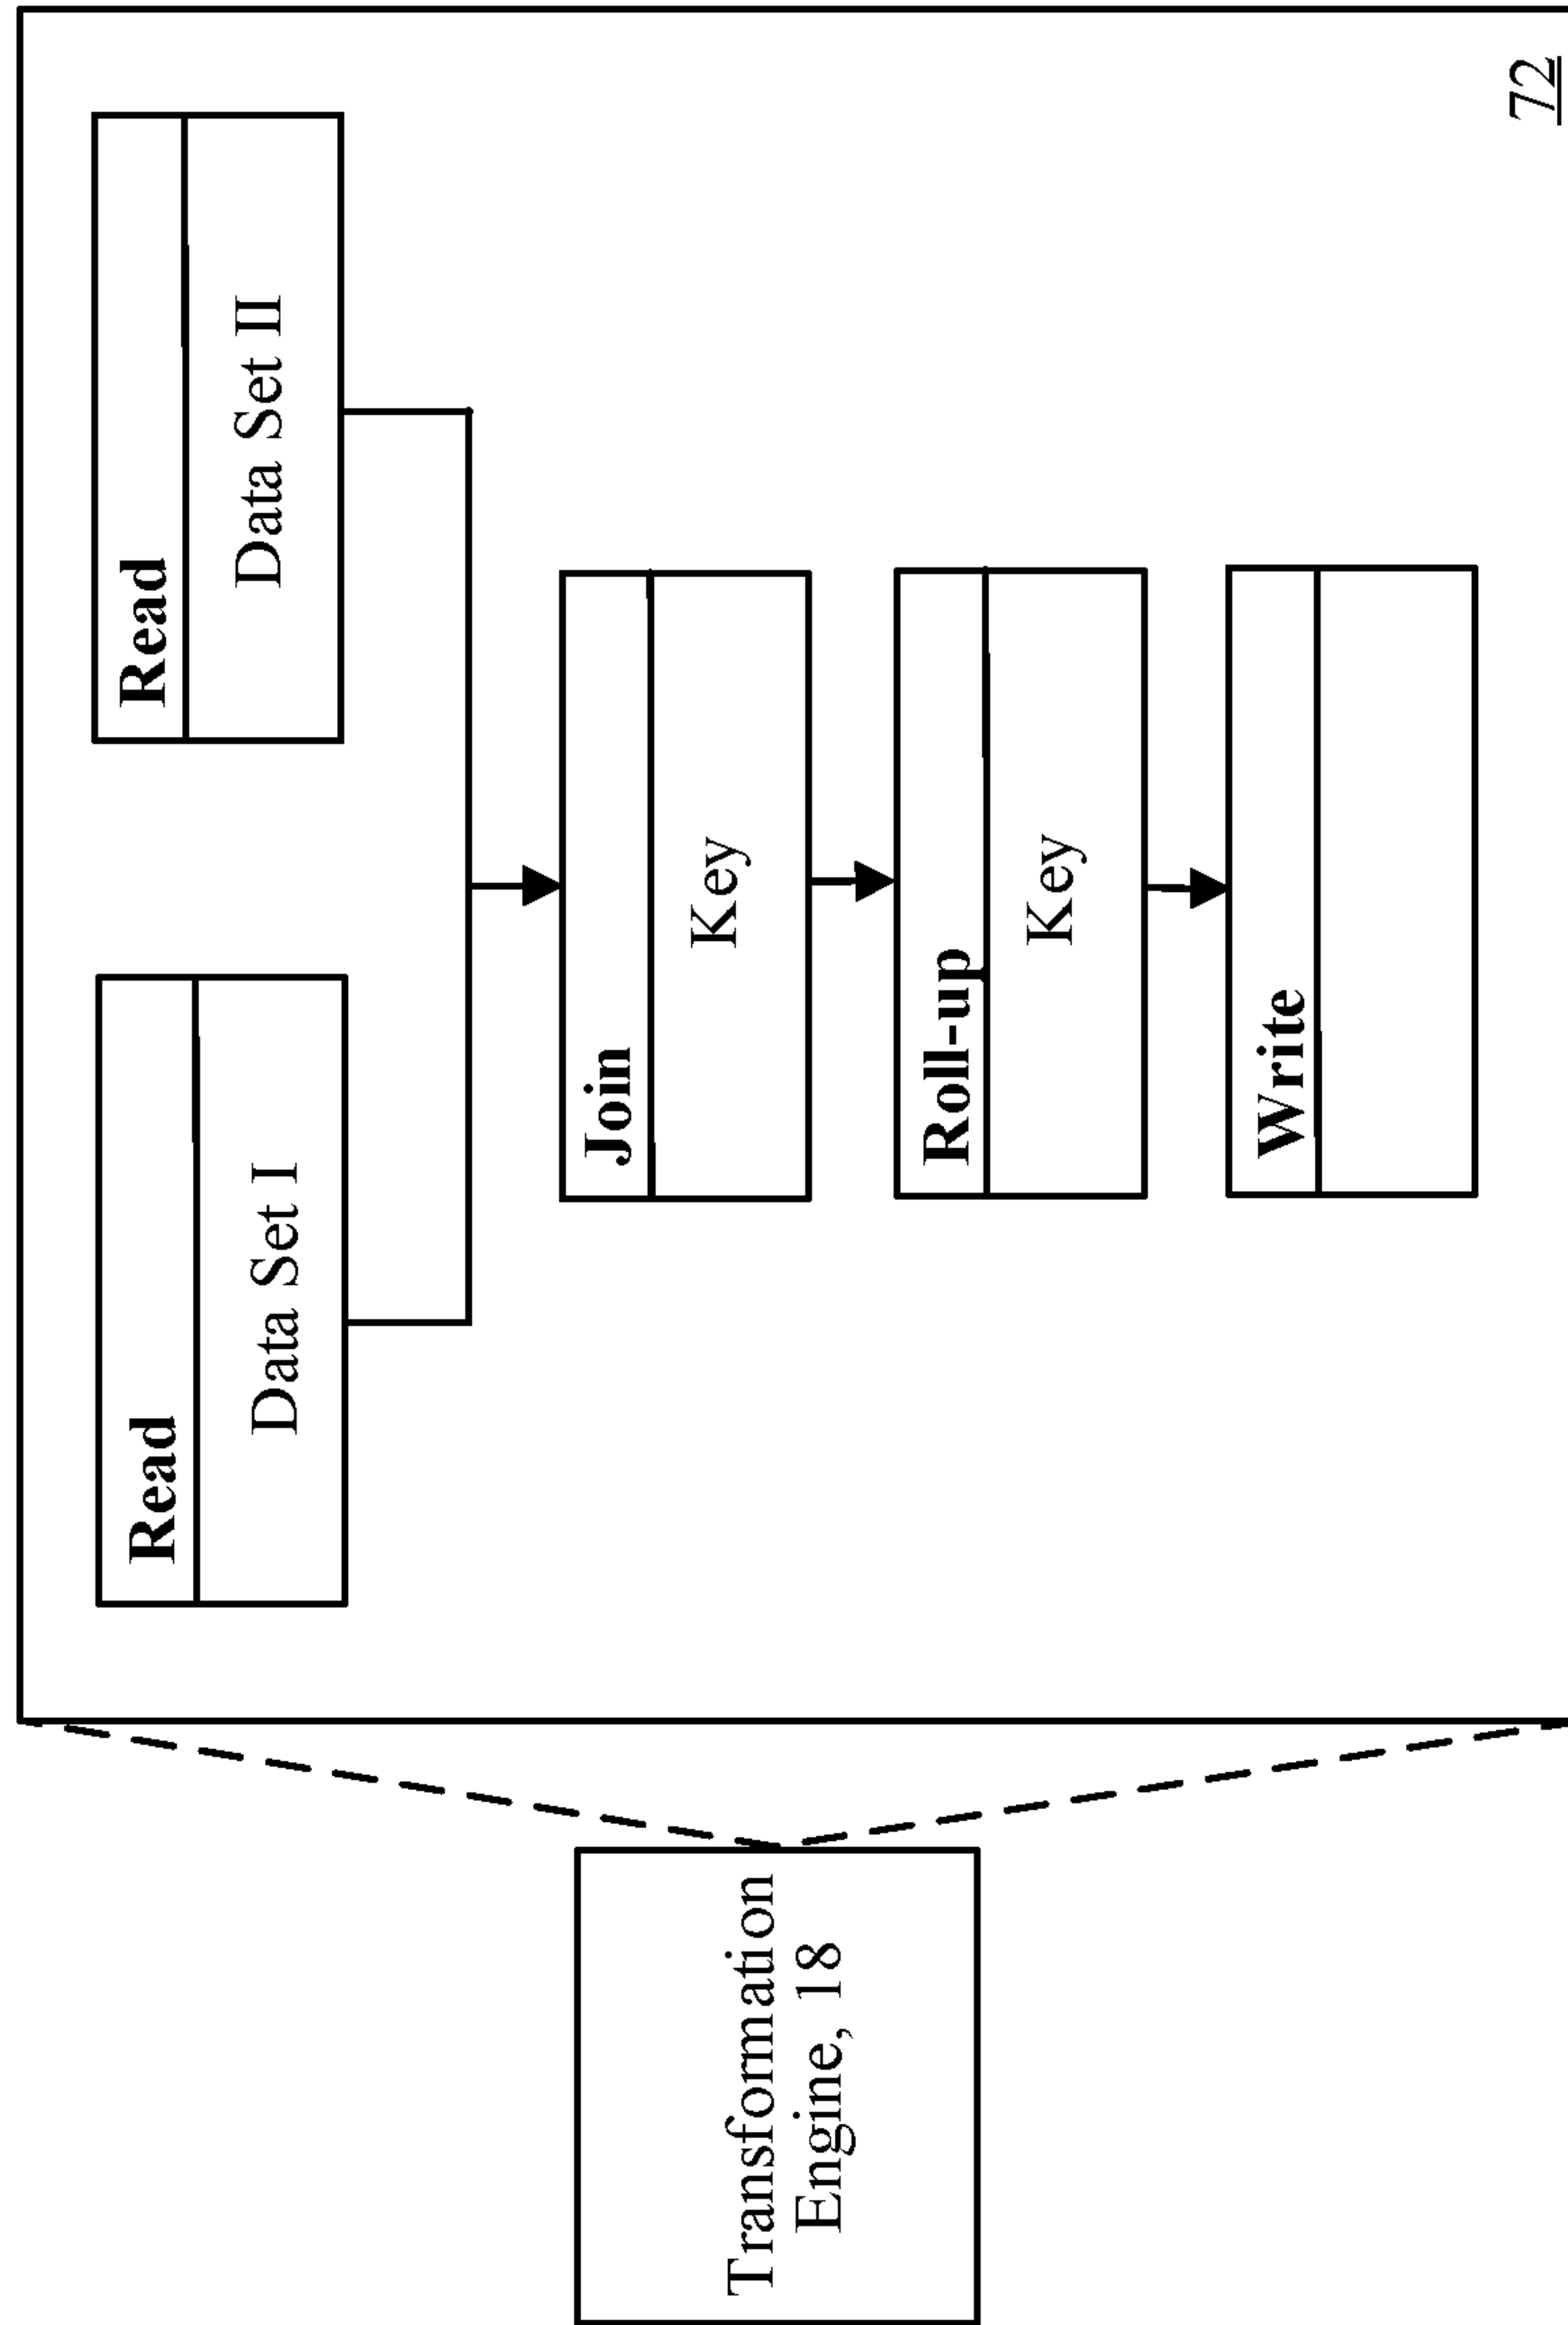 Transformation
Engine, 18
Read
Data Set I
Read
Data Set II
Join
Key
Roll-up
Key
Write
72